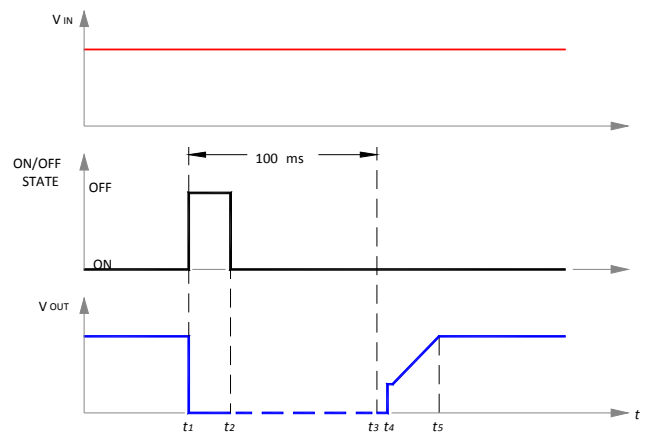 V IN
100 ms
ON/OFF
STATE
OFF
ON
V OUT
t
t1 t2 t3 t4 t5